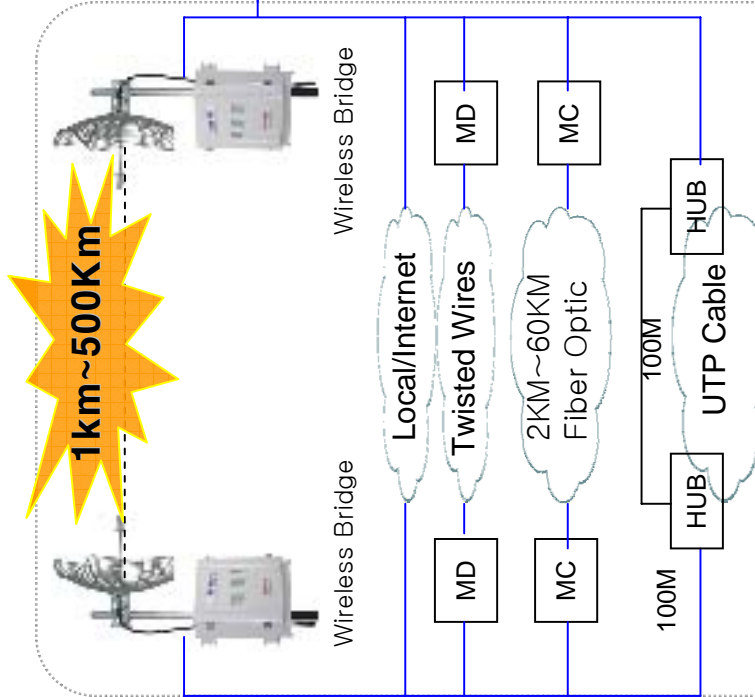 1km~500Km
Wireless Bridge
Wireless Bridge
Local/Internet
MD
Twisted Wires
MD
MC
2KM~60KM
Fiber Optic
MC
100M
HUB
100M
HUB
UTP Cable